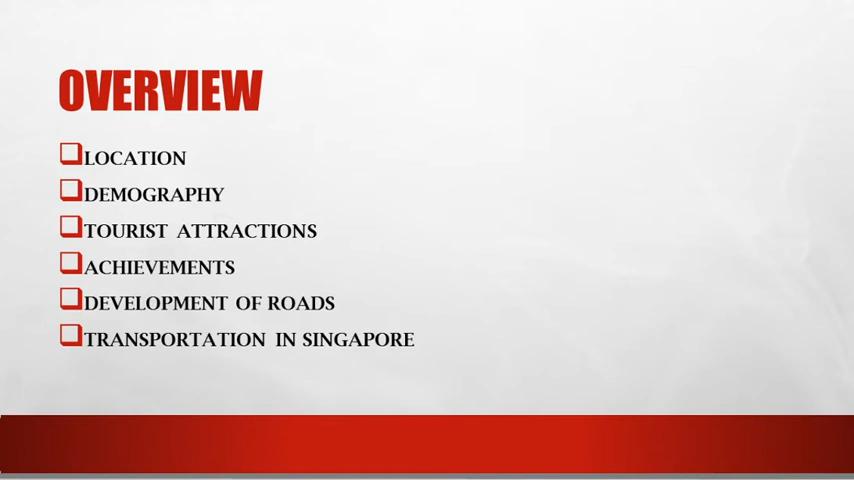 OVERVIEW
LOCATION
DEMOGRAPHY
TOURIST ATTRACTIONS
ACHIEVEMENTS
DEVELOPMENT OF ROADS
TRANSPORTATION IN SINGAPORE